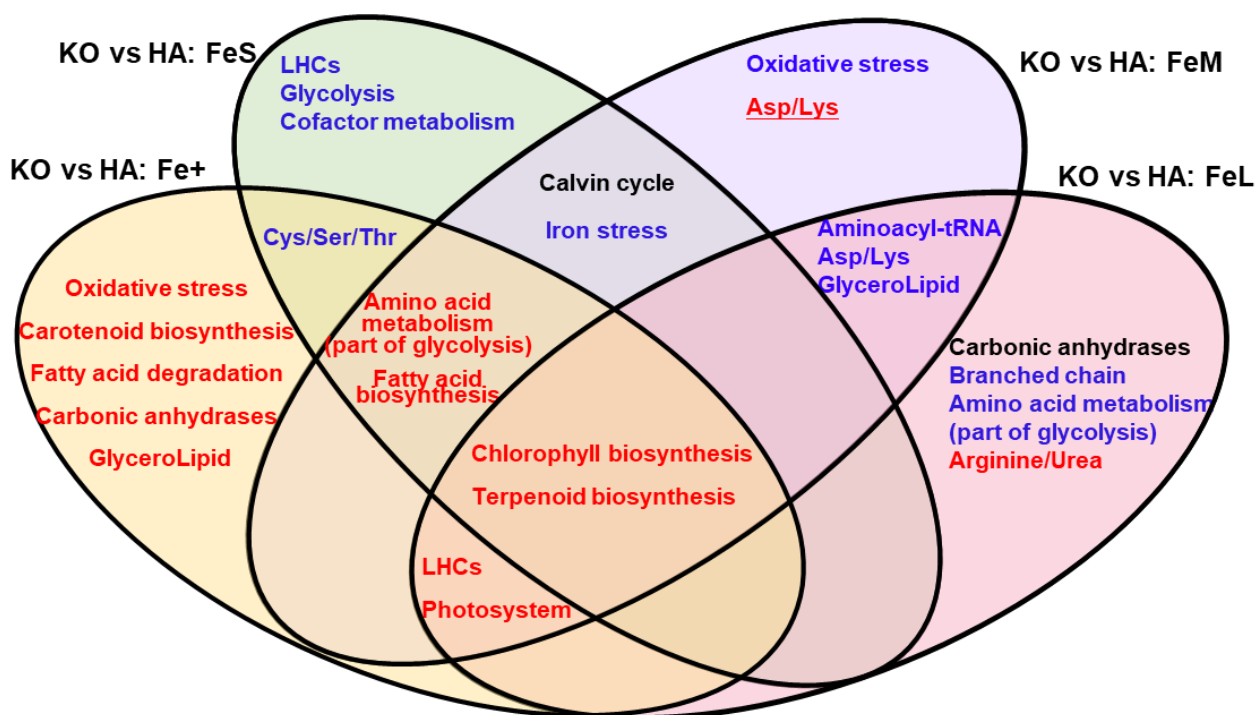 KO vs HA: FeS
KO vs HA: FeM
KO vs HA: Fe+
KO vs HA: FeL
LHCs
Glycolysis
Cofactor metabolism
Oxidative stress
Asp/Lys
Calvin cycle
Iron stress
Cys/Ser/Thr
Aminoacyl-tRNA
Asp/Lys
GlyceroLipid
Oxidative stress
Carotenoid biosynthesis
Fatty acid degradation
Carbonic anhydrases
GlyceroLipid
Amino acid
metabolism
(part of glycolysis)
Fatty acid
biosynthesis
Carbonic anhydrases
Branched chain
Amino acid metabolism
(part of glycolysis)
Arginine/Urea
Chlorophyll biosynthesis
Terpenoid biosynthesis
LHCs
Photosystem